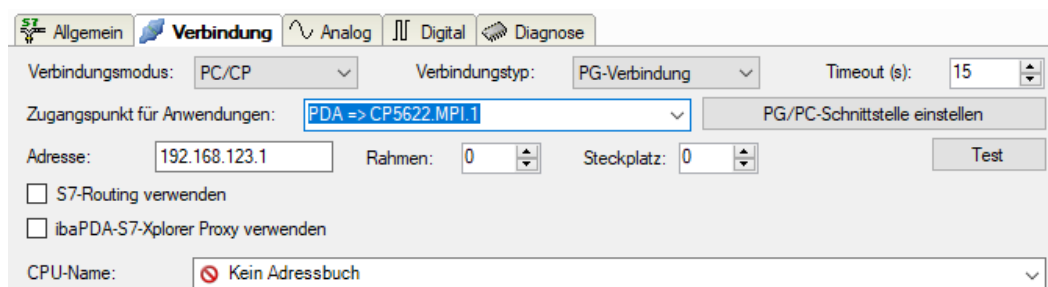 S7 Allgemein Verbindung Analog Digital Diagnose
Verbindungsmodus: PC/CP Verbindungstyp: PG-Verbindung Timeout (s): 15
Zugangspunkt für Anwendungen: PDA => CP5622.MPI.1 PG/PC-Schnittstelle einstellen
Adresse: 192.168.123.1 Rahmen: 0 Steckplatz: 0 Test
S7-Routing verwenden
ibaPDA-S7-Xplorer Proxy verwenden
CPU-Name: Kein Adressbuch